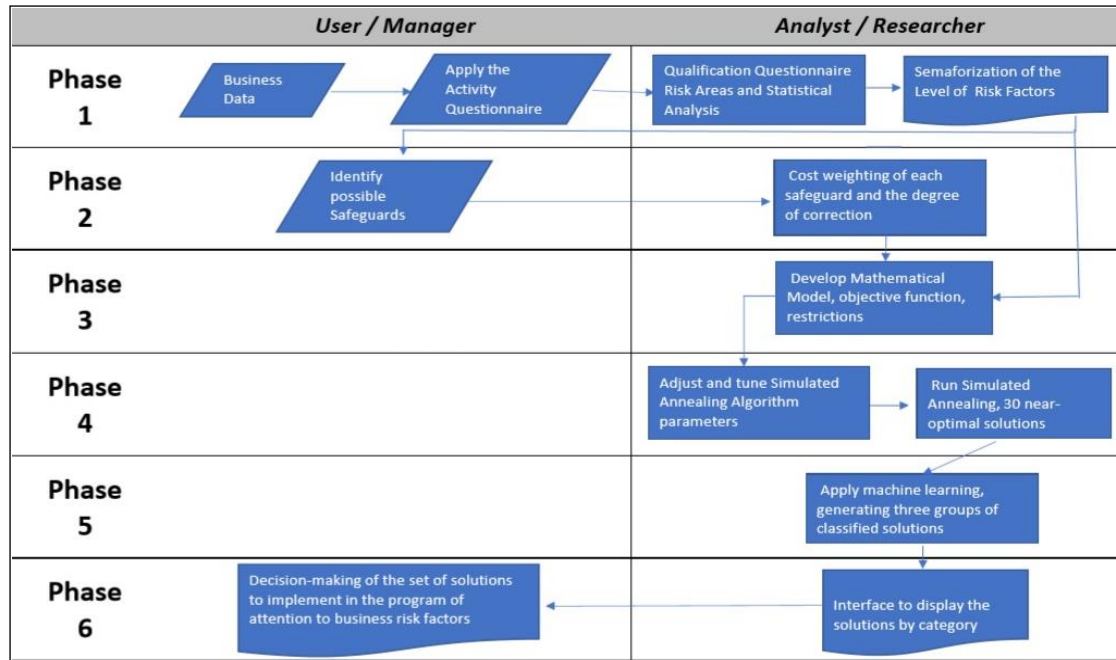 User / Manager
Analyst / Researcher
Phase
1
Business
Data
Apply the
Activity
Questionnaire
Qualification Questionnaire
Risk Areas and Statistical
Analysis
Semaforization of the
Level of Risk Factors
Phase
2
Identify
possible
Safeguards
Cost weighting of each
safeguard and the degree
of correction
Phase
3
Develop Mathematical
Model, objective function,
restrictions
Phase
4
Adjust and tune Simulated
Annealing Algorithm
parameters
Run Simulated
Annealing, 30 near-
optimal solutions
Phase
5
Apply machine learning,
generating three groups of
classified solutions
Phase
6
Decision-making of the set of solutions
to implement in the program of
attention to business risk factors
Interface to display the
solutions by category